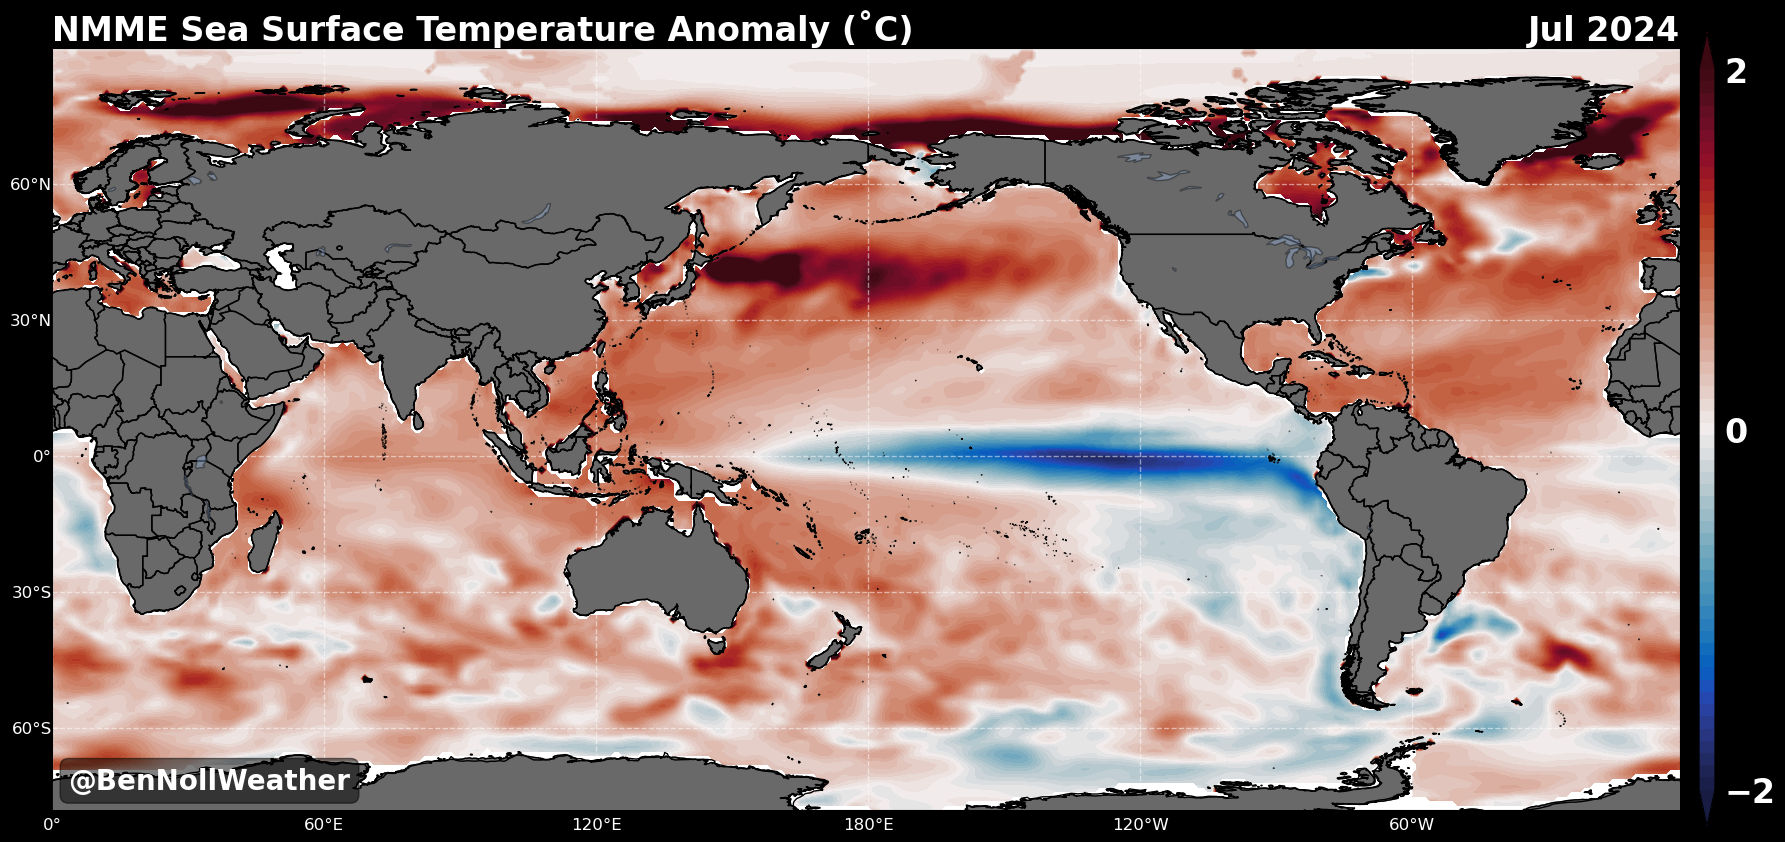 NMME Sea Surface Temperature Anomaly (˚C)
Jul 2024
2
0
−2
60°N
30°N
0°
30°S
60°S
@BenNollWeather
0°
60°E
120°E
180°E
120°W
60°W